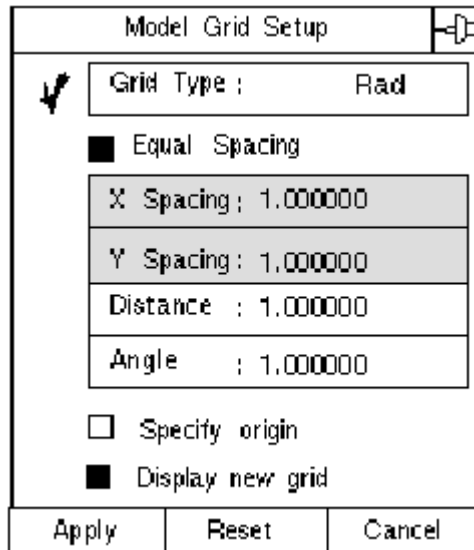 Model Grid Setup
Grid Type : Rad
Equal Spacing
X Spacing : 1.000000
Y Spacing : 1.000000
Distance : 1.000000
Angle : 1.000000
Specify origin
Display new grid
Apply Reset Cancel